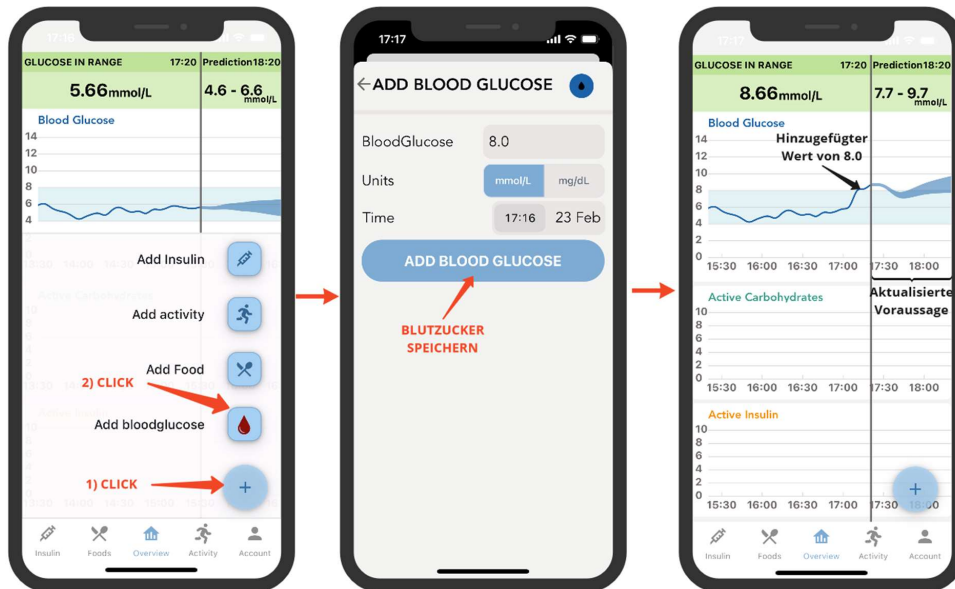 GLUCOSE IN RANGE 17:20 Prediction18:20
5.66mmol/L 4.6 - 6.6 mmol/L
Blood Glucose
14
12
10
8
6
4
Add Insulin
Add activity
Add Food
2) CLICK
Add bloodglucose
1) CLICK
+
Insulin Foods Overview Activity Account
17:17
ADD BLOOD GLUCOSE
BloodGlucose 8.0
Units mmol/L mg/dL
Time 17:16 23 Feb
ADD BLOOD GLUCOSE
BLUTZUCKER
SPEICHERN
17:17
GLUCOSE IN RANGE 17:20 Prediction18:20
8.66mmol/L 7.7 - 9.7 mmol/L
Blood Glucose
Hinzugefügter
Wert von 8.0
14
12
10
8
6
4
2
0
15:30 16:00 16:30 17:00 17:30 18:00
Aktualisierte
Voraussage
Active Carbohydrates
10
8
6
4
2
0
15:30 16:00 16:30 17:00 17:30 18:00
Active Insulin
10
8
6
4
2
0
15:30 16:00 16:30 17:00 17:30 18:00
+
Insulin Foods Overview Activity Account